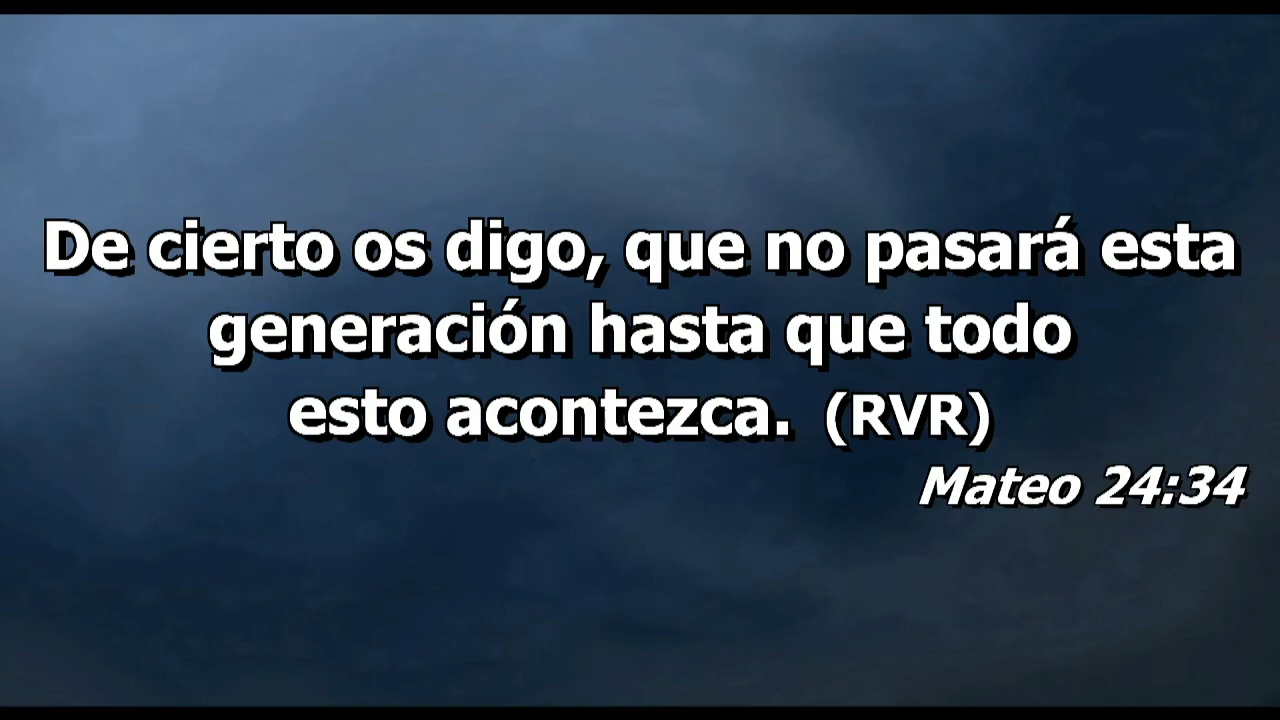 De cierto os digo, que no pasará esta
generación hasta que todo
esto acontezca. (RVR)
Mateo 24:34